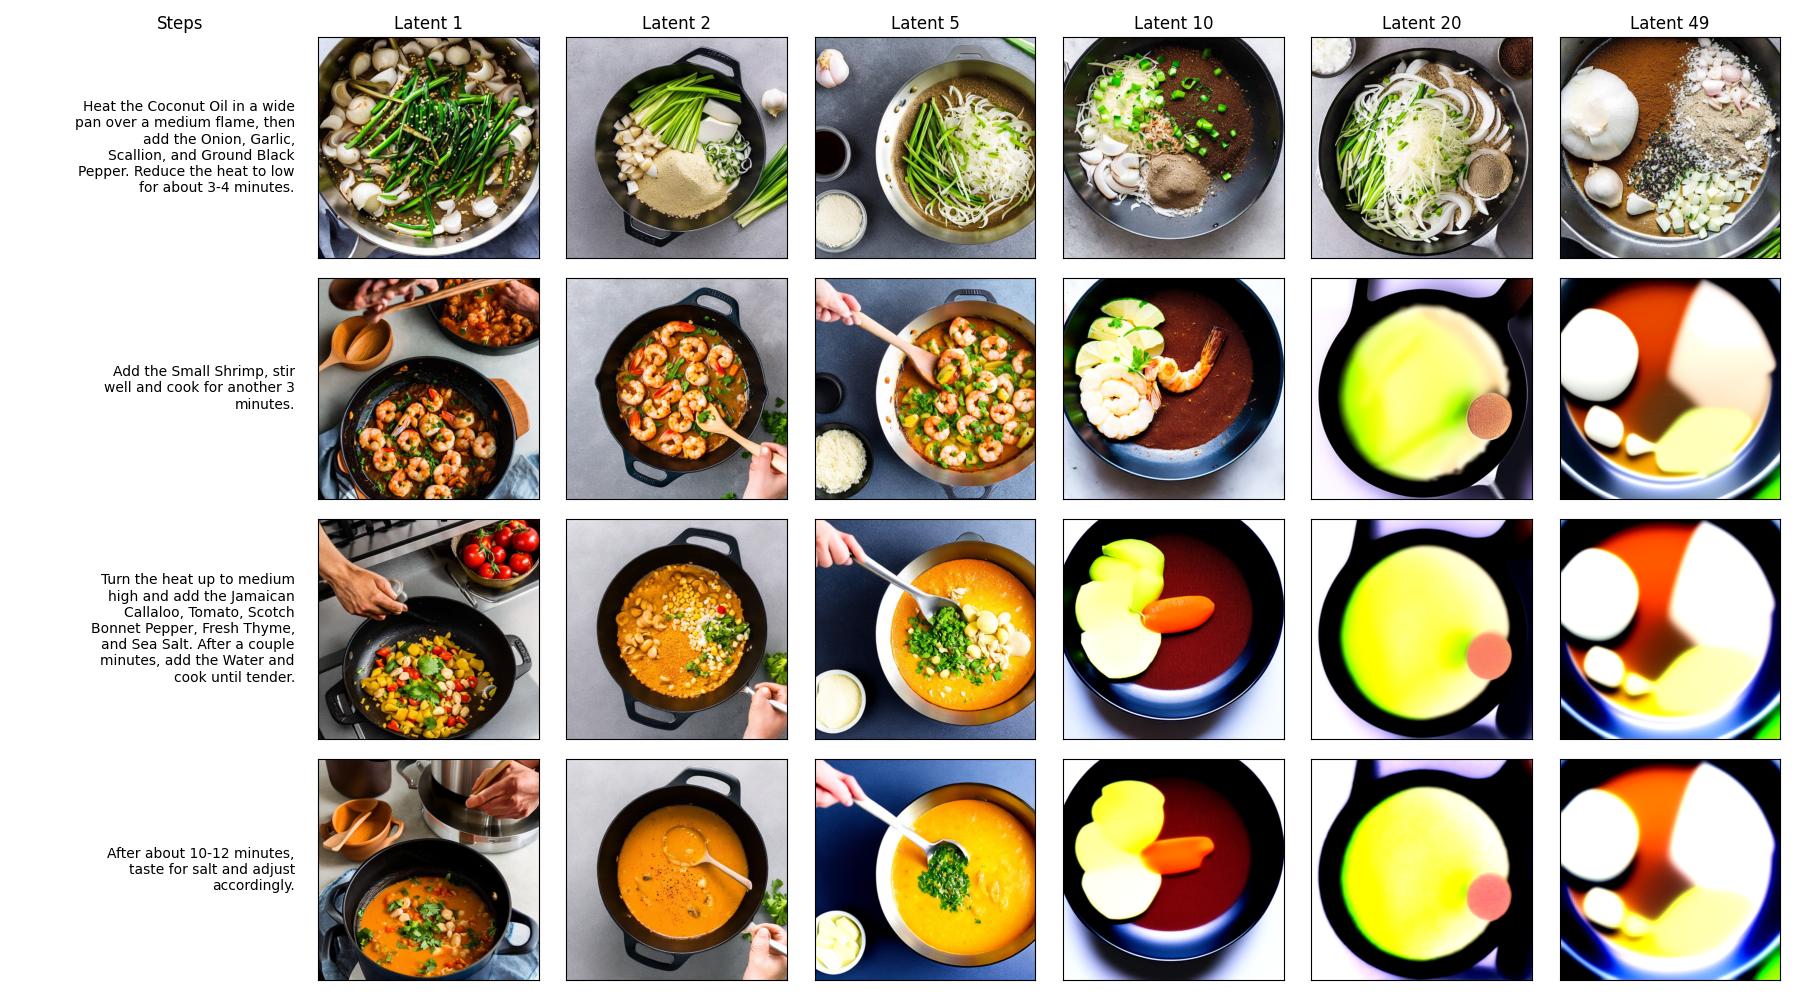 Steps
Latent 1
Latent 2
Latent 5
Latent 10
Latent 20
Latent 49
Heat the Coconut Oil in a wide
pan over a medium flame, then
add the Onion, Garlic,
Scallion, and Ground Black
Pepper. Reduce the heat to low
for about 3-4 minutes.
Add the Small Shrimp, stir
well and cook for another 3
minutes.
Turn the heat up to medium
high and add the Jamaican
Callaloo, Tomato, Scotch
Bonnet Pepper, Fresh Thyme,
and Sea Salt. After a couple
minutes, add the Water and
cook until tender.
After about 10-12 minutes,
taste for salt and adjust
accordingly.